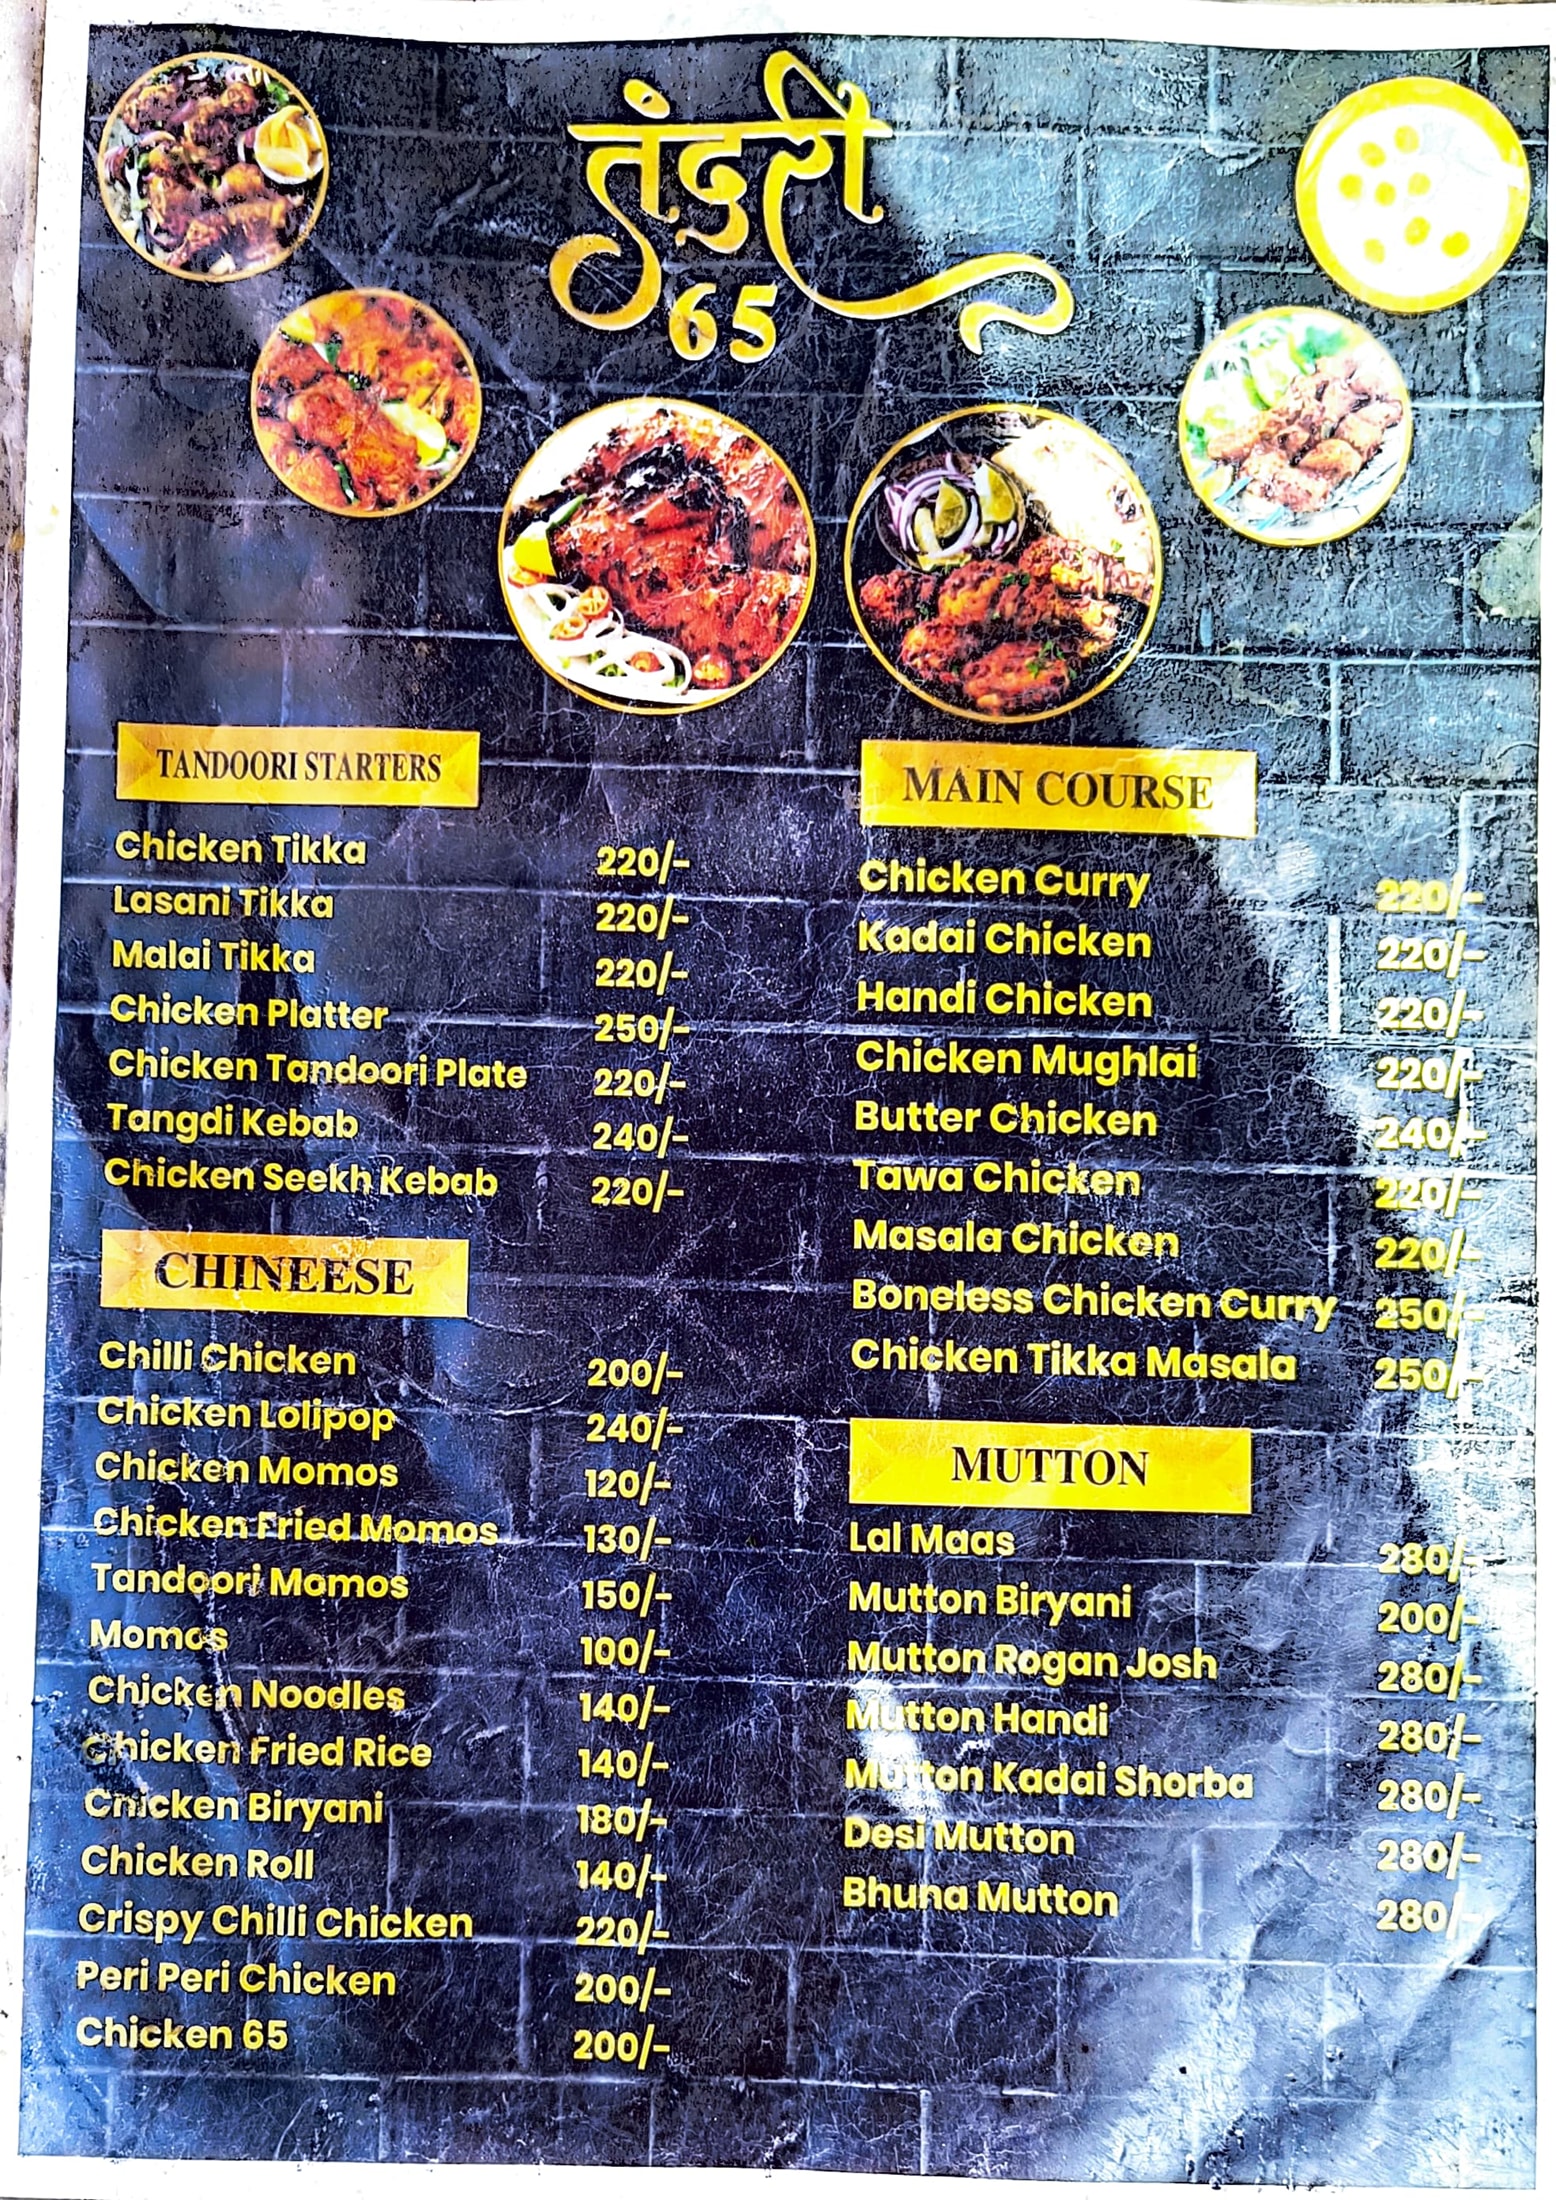 तंदुरी
65
TANDOORI STARTERS
Chicken Tikka 220/-
Lasani Tikka 220/-
Malai Tikka 220/-
Chicken Platter 250/-
Chicken Tandoori Plate 220/-
Tangdi Kebab 240/-
Chicken Seekh Kebab 220/-
CHINEESE
Chilli Chicken 200/-
Chicken Lolipop 240/-
Chicken Momos 120/-
Chicken Fried Momos 130/-
Tandoori Momos 150/-
Momos 100/-
Chicken Noodles 140/-
Chicken Fried Rice 140/-
Chicken Biryani 180/-
Chicken Roll 140/-
Crispy Chilli Chicken 220/-
Peri Peri Chicken 200/-
Chicken 65 200/-
MAIN COURSE
Chicken Curry 220/-
Kadai Chicken 220/-
Handi Chicken 220/-
Chicken Mughlai 220/-
Butter Chicken 240/-
Tawa Chicken 220/-
Masala Chicken 220/-
Boneless Chicken Curry 250/-
Chicken Tikka Masala 250/-
MUTTON
Lal Maas 280/-
Mutton Biryani 200/-
Mutton Rogan Josh 280/-
Mutton Handi 280/-
Mutton Kadai Shorba 280/-
Desi Mutton 280/-
Bhuna Mutton 280/-